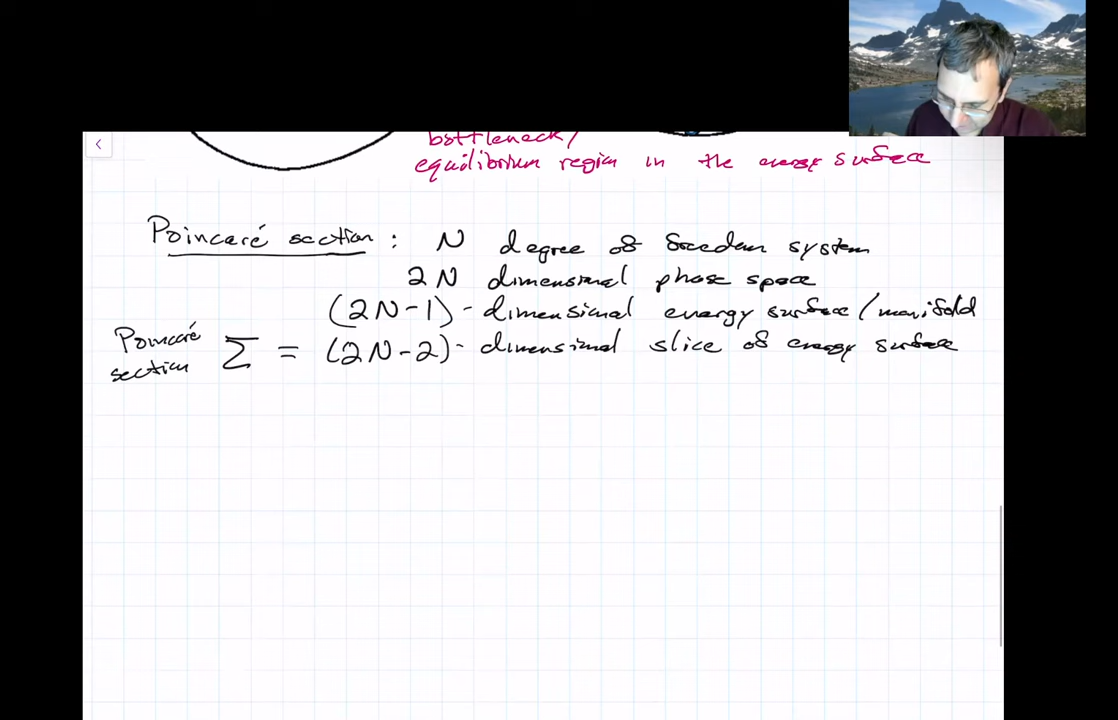 bottleneck/
equilibrium region in the energy surface
Poincaré section : N degree of freedom system
2N dimensional phase space
(2N-1)-dimensional energy surface/manifold
Poincaré section Σ = (2N-2)-dimensional slice of energy surface